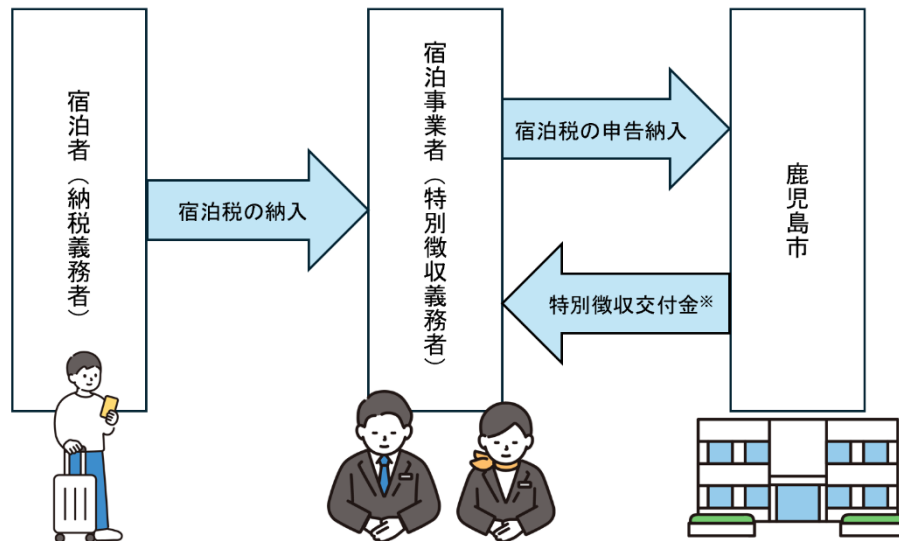 宿泊者（納税義務者）
宿泊税の納入
宿泊事業者（特別徴収義務者）
宿泊税の申告納入
特別徴収交付金※
鹿児島市